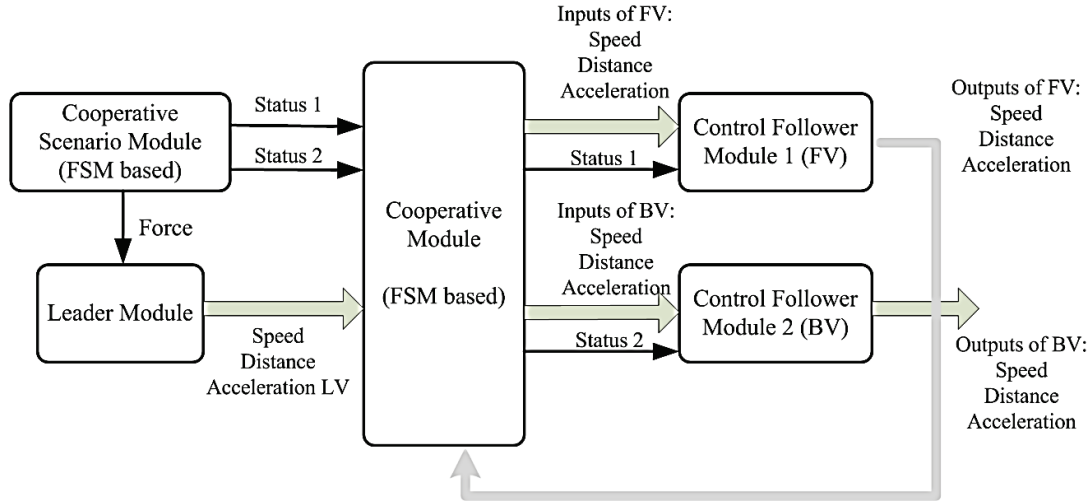 Cooperative
Scenario Module
(FSM based)
Status 1
Status 2
Force
Leader Module
Speed
Distance
Acceleration LV
Cooperative
Module
(FSM based)
Inputs of FV:
Speed
Distance
Acceleration
Status 1
Control Follower
Module 1 (FV)
Outputs of FV:
Speed
Distance
Acceleration
Inputs of BV:
Speed
Distance
Acceleration
Status 2
Control Follower
Module 2 (BV)
Outputs of BV:
Speed
Distance
Acceleration